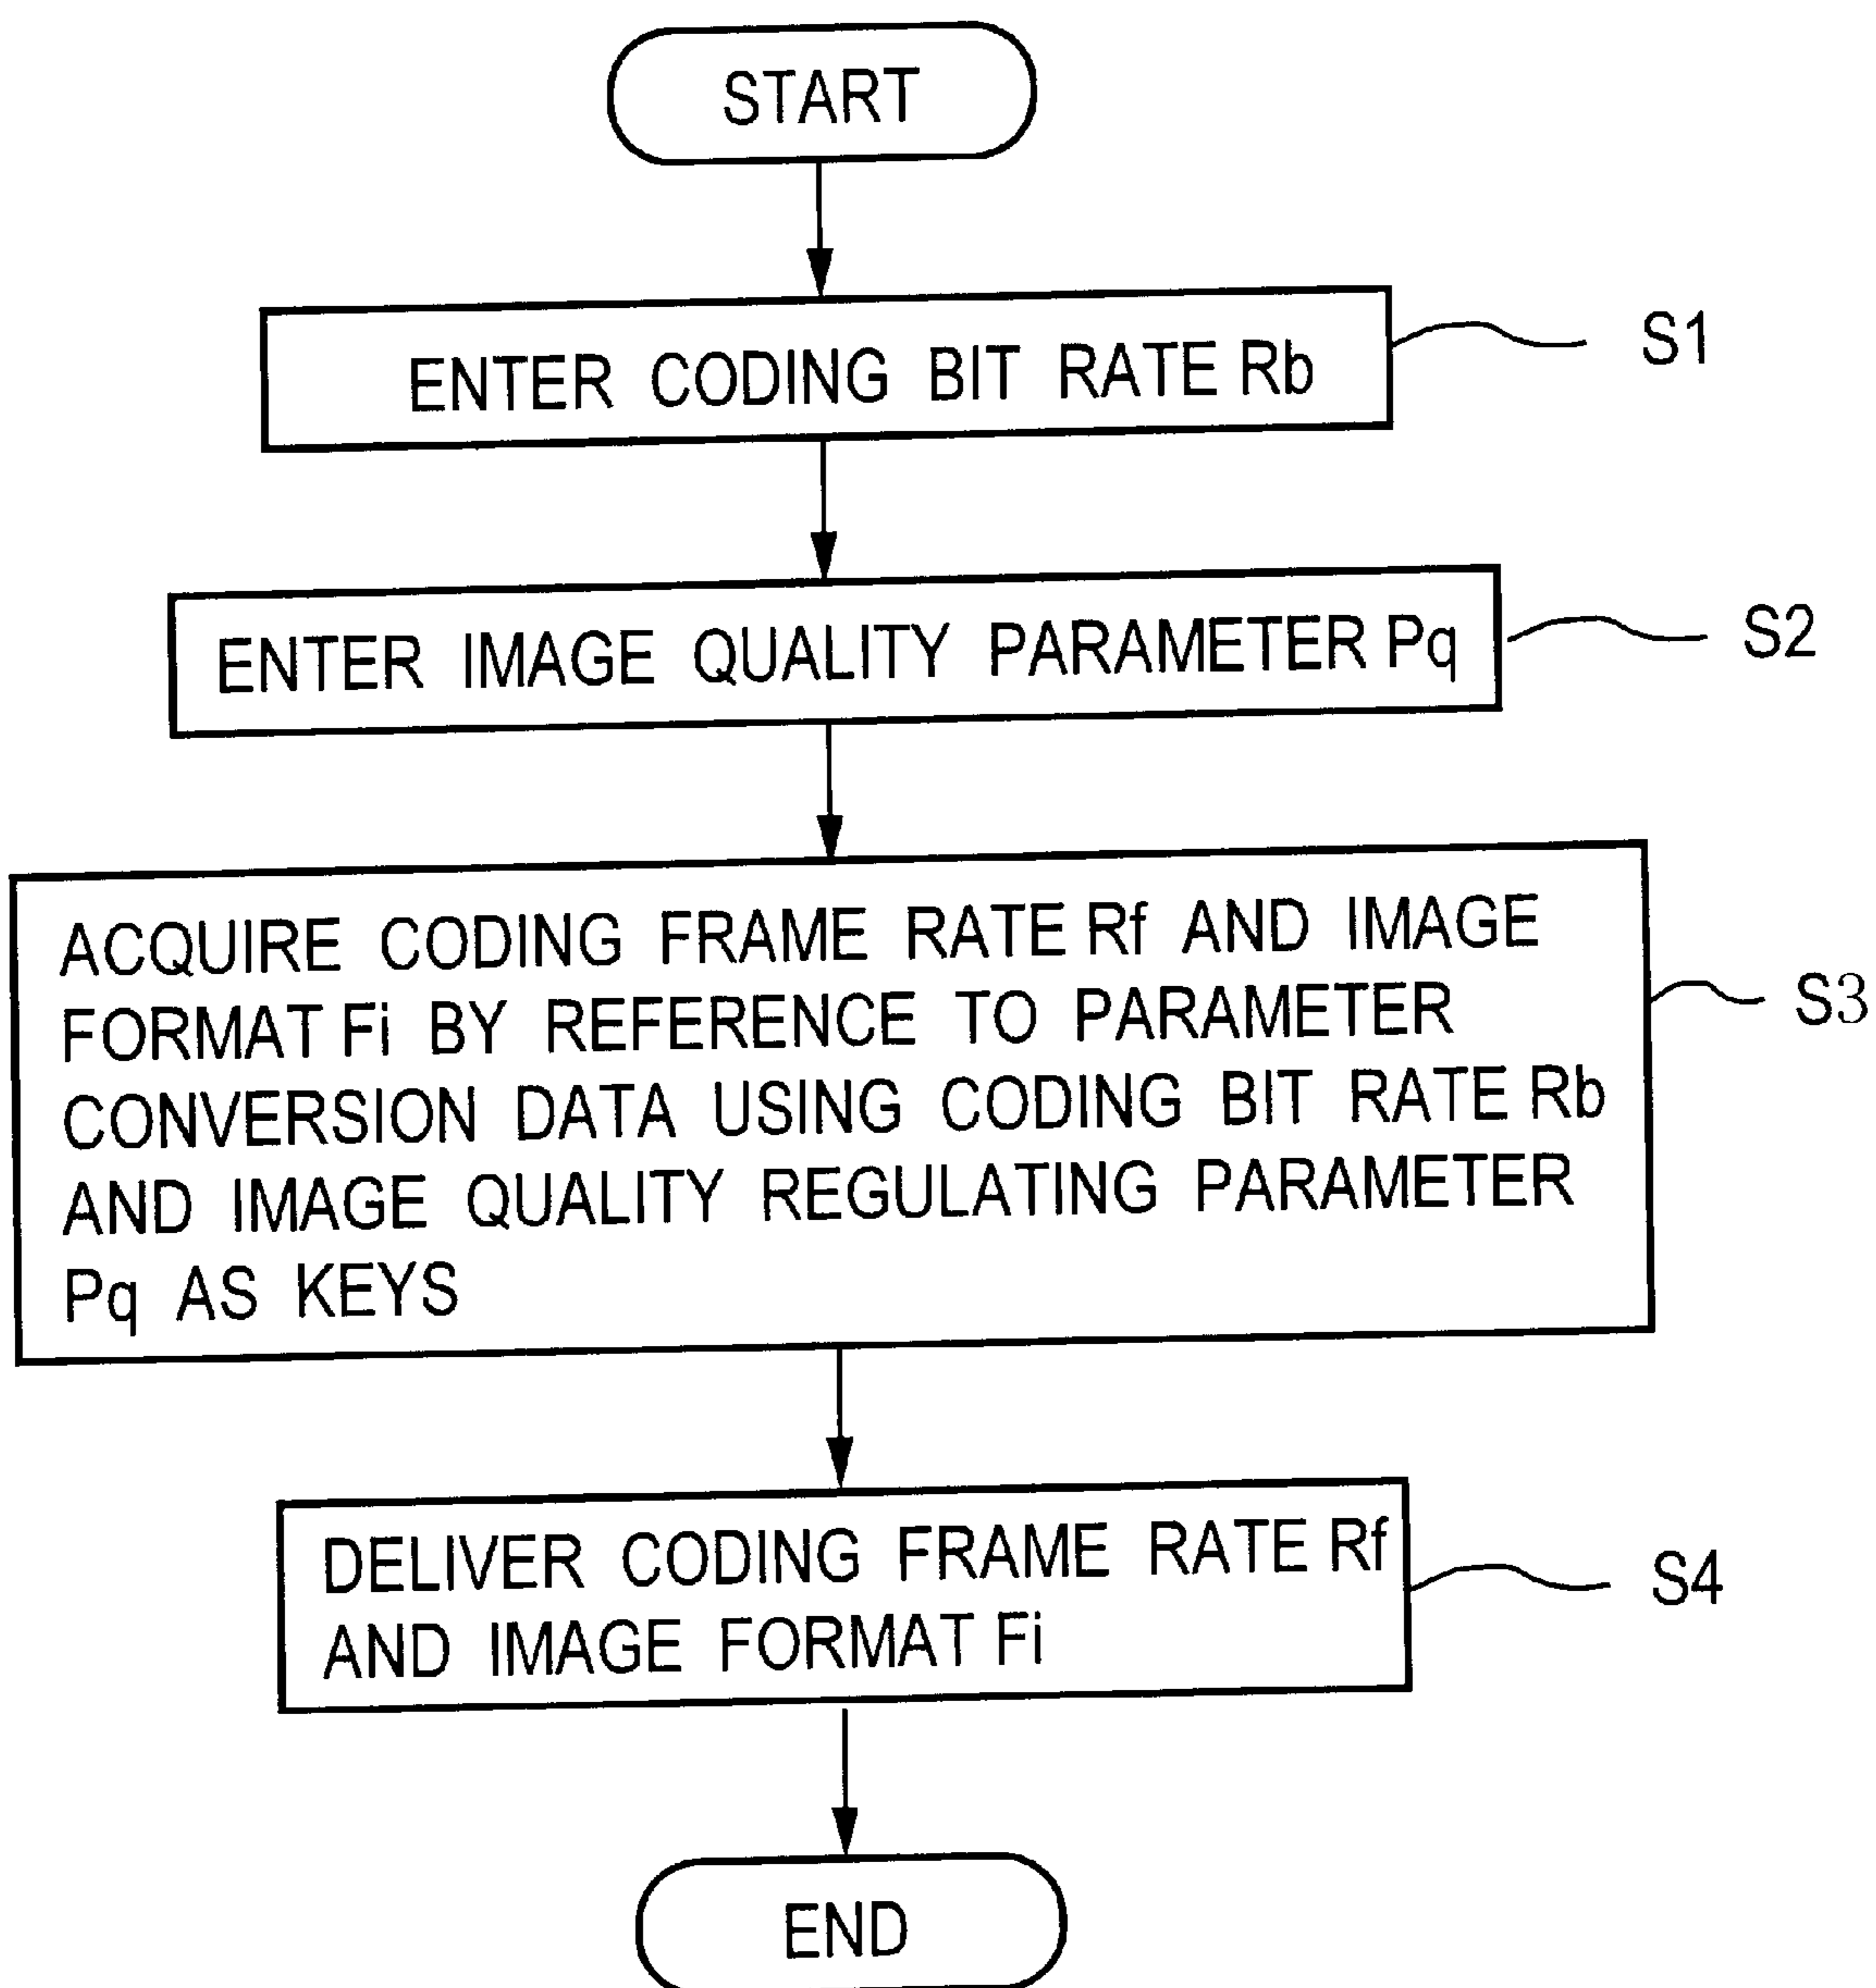 START
ENTER CODING BIT RATE Rb
S1
ENTER IMAGE QUALITY PARAMETER Pq
S2
ACQUIRE CODING FRAME RATE Rf AND IMAGE
FORMAT Fi BY REFERENCE TO PARAMETER
CONVERSION DATA USING CODING BIT RATE Rb
AND IMAGE QUALITY REGULATING PARAMETER
Pq AS KEYS
S3
DELIVER CODING FRAME RATE Rf
AND IMAGE FORMAT Fi
S4
END